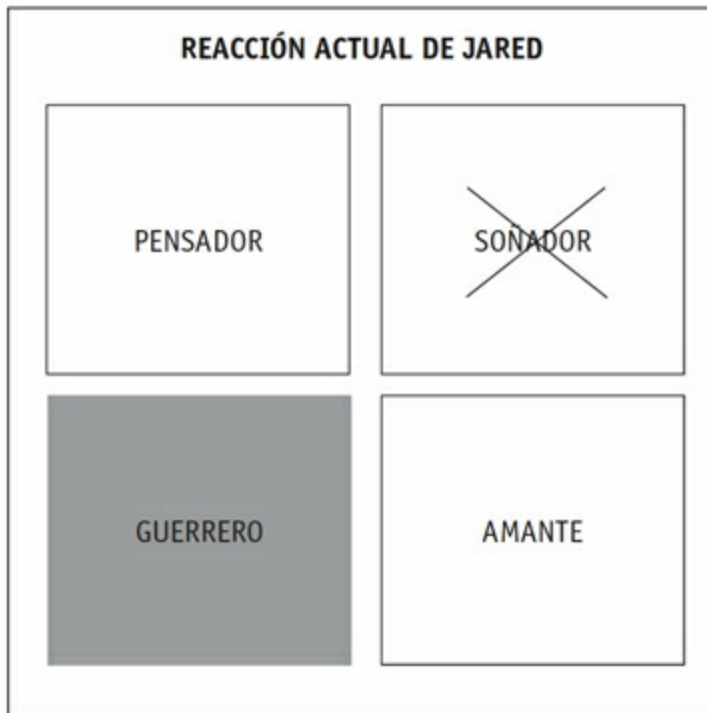 REACCIÓN ACTUAL DE JARED
PENSADOR
SOÑADOR
GUERRERO
AMANTE